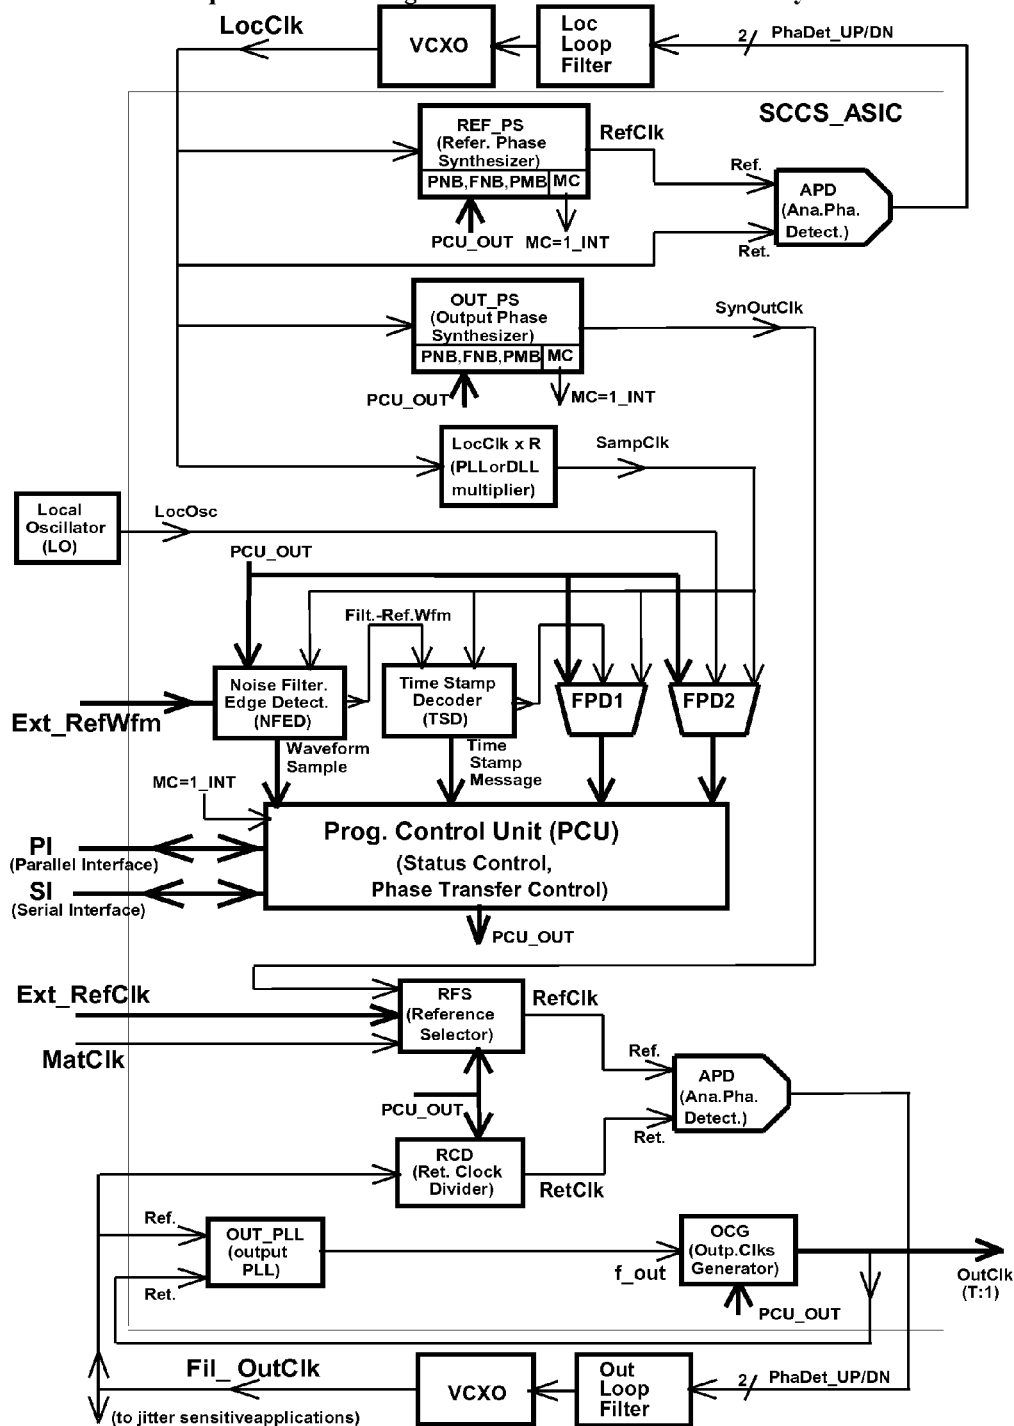 LocClk
VCXO
Loc
Loop
Filter
2
PhaDet_UP/DN
SCCS_ASIC
REF_PS
(Refer. Phase
Synthesizer)
PNB,FNB,PMB
MC
RefClk
Ref.
APD
(Ana.Pha.
Detect.)
Ret.
PCU_OUT
MC=1_INT
OUT_PS
(Output Phase
Synthesizer)
PNB,FNB,PMB
MC
SynOutClk
PCU_OUT
MC=1_INT
LocClk x R
(PLLorDLL
multiplier)
SampClk
Local
Oscillator
(LO)
LocOsc
PCU_OUT
Filt.-Ref.Wfm
Noise Filter.
Edge Detect.
(NFED)
Time Stamp
Decoder
(TSD)
FPD1
FPD2
Ext_RefWfm
Waveform
Sample
Time
Stamp
Message
MC=1_INT
Prog. Control Unit (PCU)
(Status Control,
Phase Transfer Control)
PI
(Parallel Interface)
SI
(Serial Interface)
PCU_OUT
Ext_RefClk
RFS
(Reference
Selector)
RefClk
MatClk
Ref.
APD
(Ana.Pha.
Detect.)
Ret.
PCU_OUT
RCD
(Ret. Clock
Divider)
RetClk
Ref.
OUT_PLL
(output
PLL)
Ret.
f_out
OCG
(Outp.Clks
Generator)
OutClk
(T:1)
PCU_OUT
Fil_OutClk
VCXO
Out
Loop
Filter
2
PhaDet_UP/DN
(to jitter sensitiveapplications)